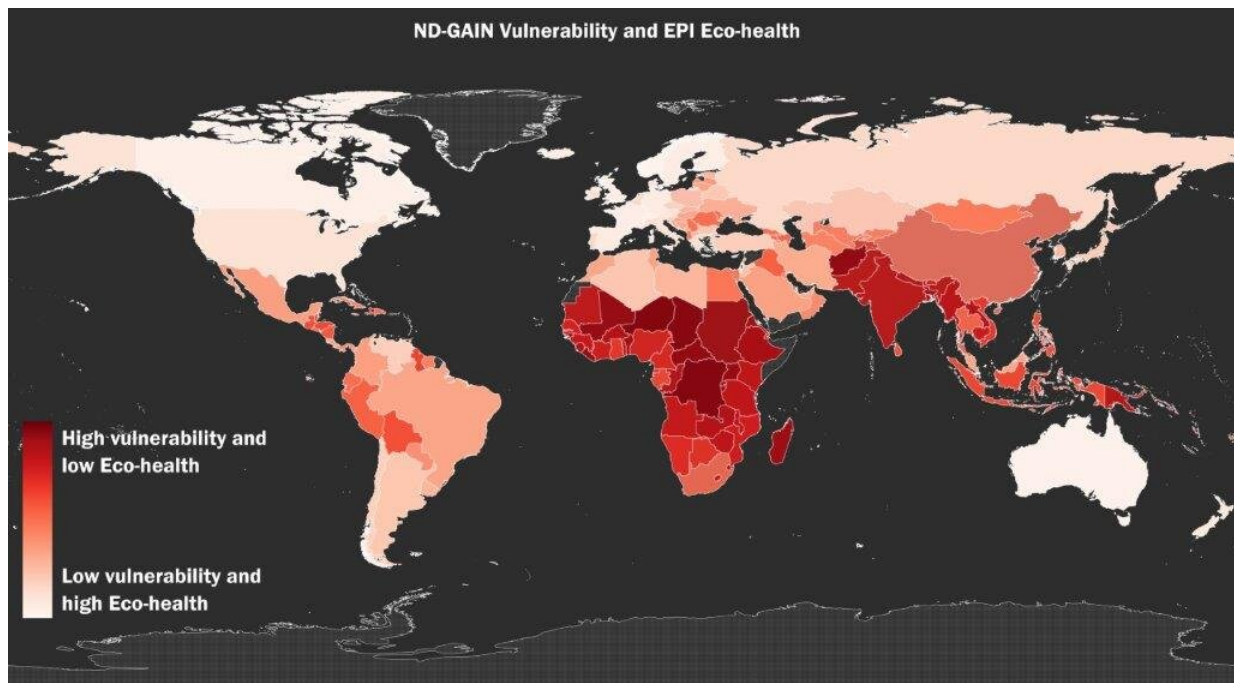 ND-GAIN Vulnerability and EPI Eco-health
High vulnerability and
low Eco-health
Low vulnerability and
high Eco-health